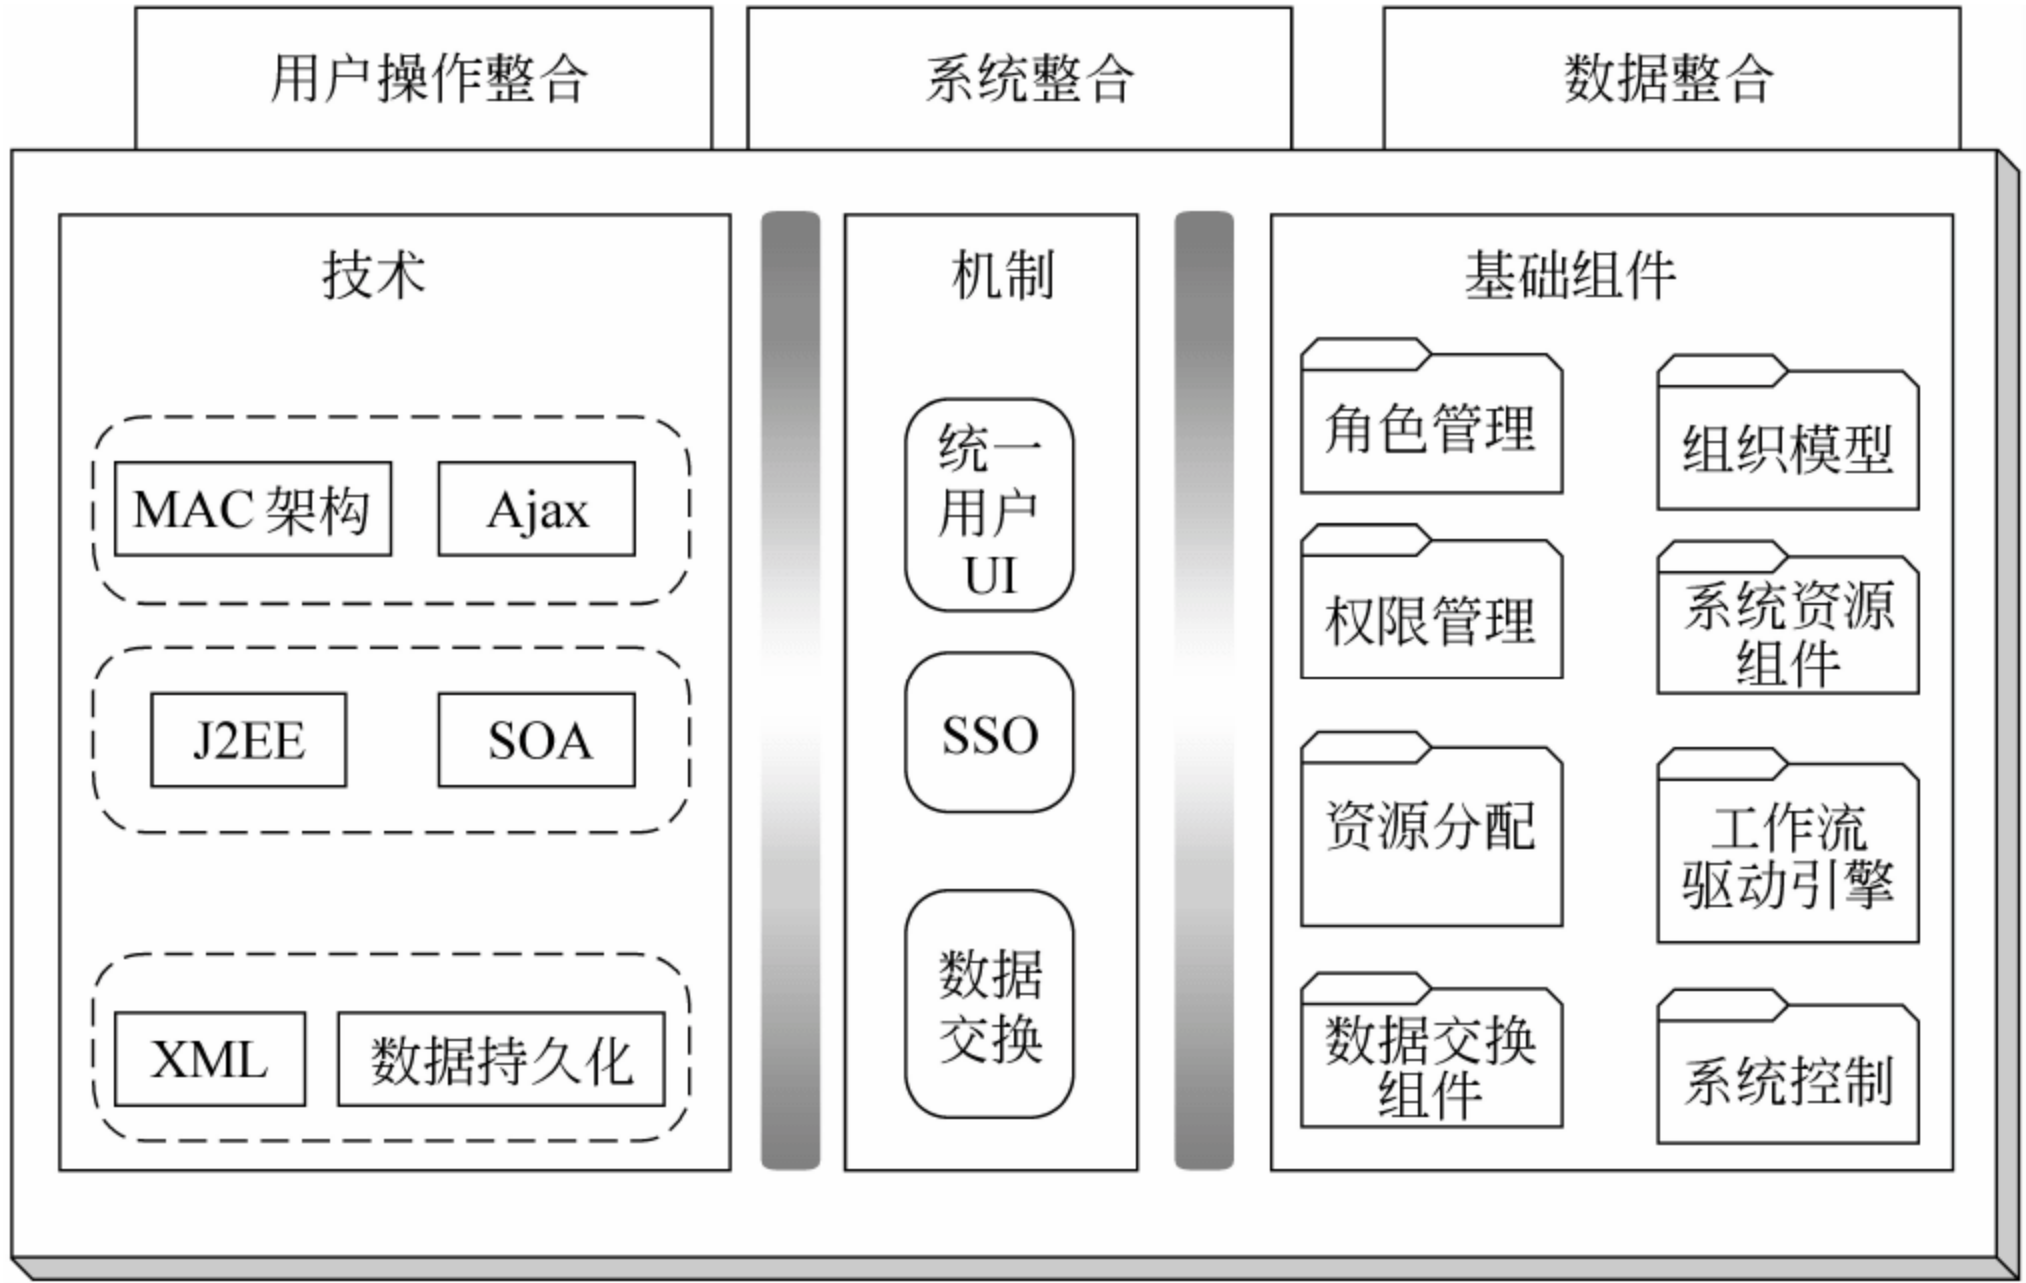 用户操作整合
系统整合
数据整合
技术
MAC 架构
Ajax
J2EE
SOA
XML
数据持久化
机制
统一
用户
UI
SSO
数据
交换
基础组件
角色管理
组织模型
权限管理
系统资源
组件
资源分配
工作流
驱动引擎
数据交换
组件
系统控制